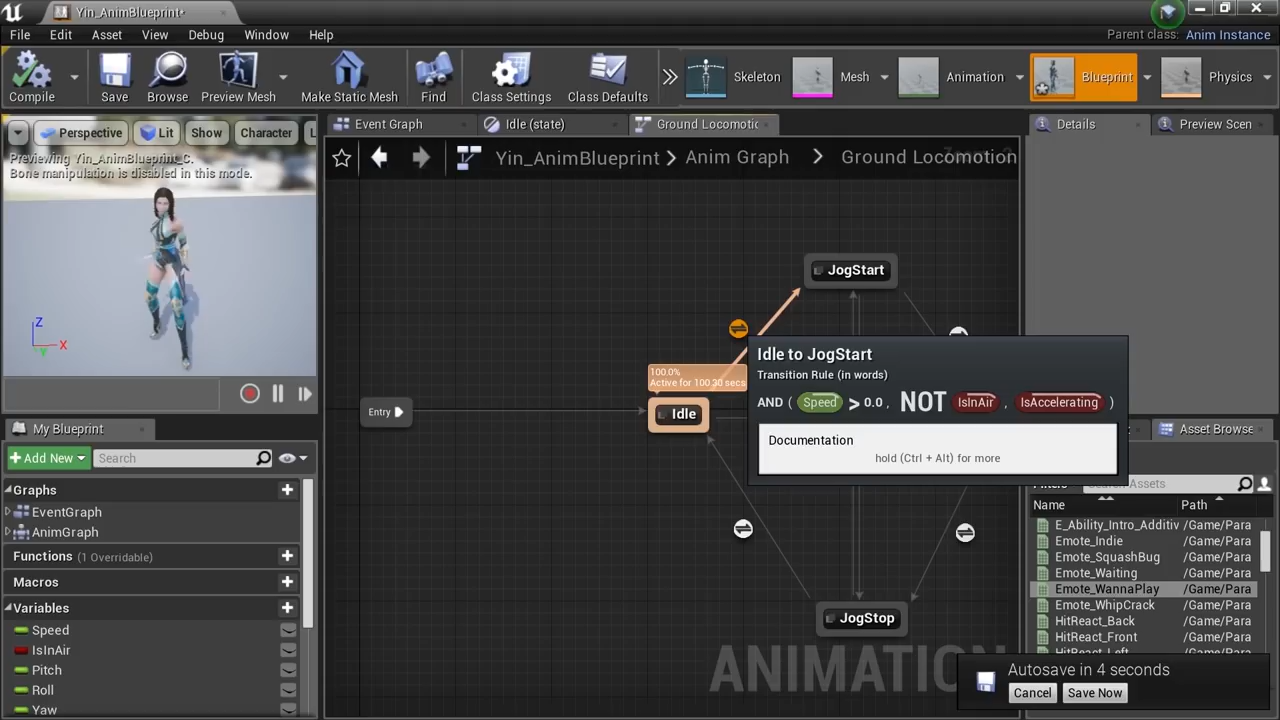 Yin_AnimBlueprint*
File Edit Asset View Debug Window Help
Parent class: Anim Instance
Compile Save Browse Preview Mesh Make Static Mesh Find Class Settings Class Defaults
Skeleton Mesh Animation Blueprint Physics
Perspective Lit Show Character L
Previewing Yin_AnimBlueprint_C.
Bone manipulation is disabled in this mode.
Z
X
Y
Event Graph Idle (state) Ground Locomotic
Yin_AnimBlueprint Anim Graph Ground Locomotion
Details Preview Scen
JogStart
100.0%
Active for 100.30 secs
Entry
Idle
Idle to JogStart
Transition Rule (in words)
AND ( Speed > 0.0 , NOT IsInAir , IsAccelerating )
Documentation
hold (Ctrl + Alt) for more
JogStop
ANIMATION
My Blueprint
Add New Search
Graphs
EventGraph
AnimGraph
Functions (1 Overridable)
Macros
Variables
Speed
IsInAir
Pitch
Roll
Yaw
Asset Browse
Filters Search Assets
Name Path
E_Ability_Intro_Additiv /Game/Para
Emote_Indie /Game/Para
Emote_SquashBug /Game/Para
Emote_Waiting /Game/Para
Emote_WannaPlay /Game/Para
Emote_WhipCrack /Game/Para
HitReact_Back /Game/Para
HitReact_Front /Game/Para
HitReact_Left /Game/Para
Autosave in 4 seconds
Cancel Save Now